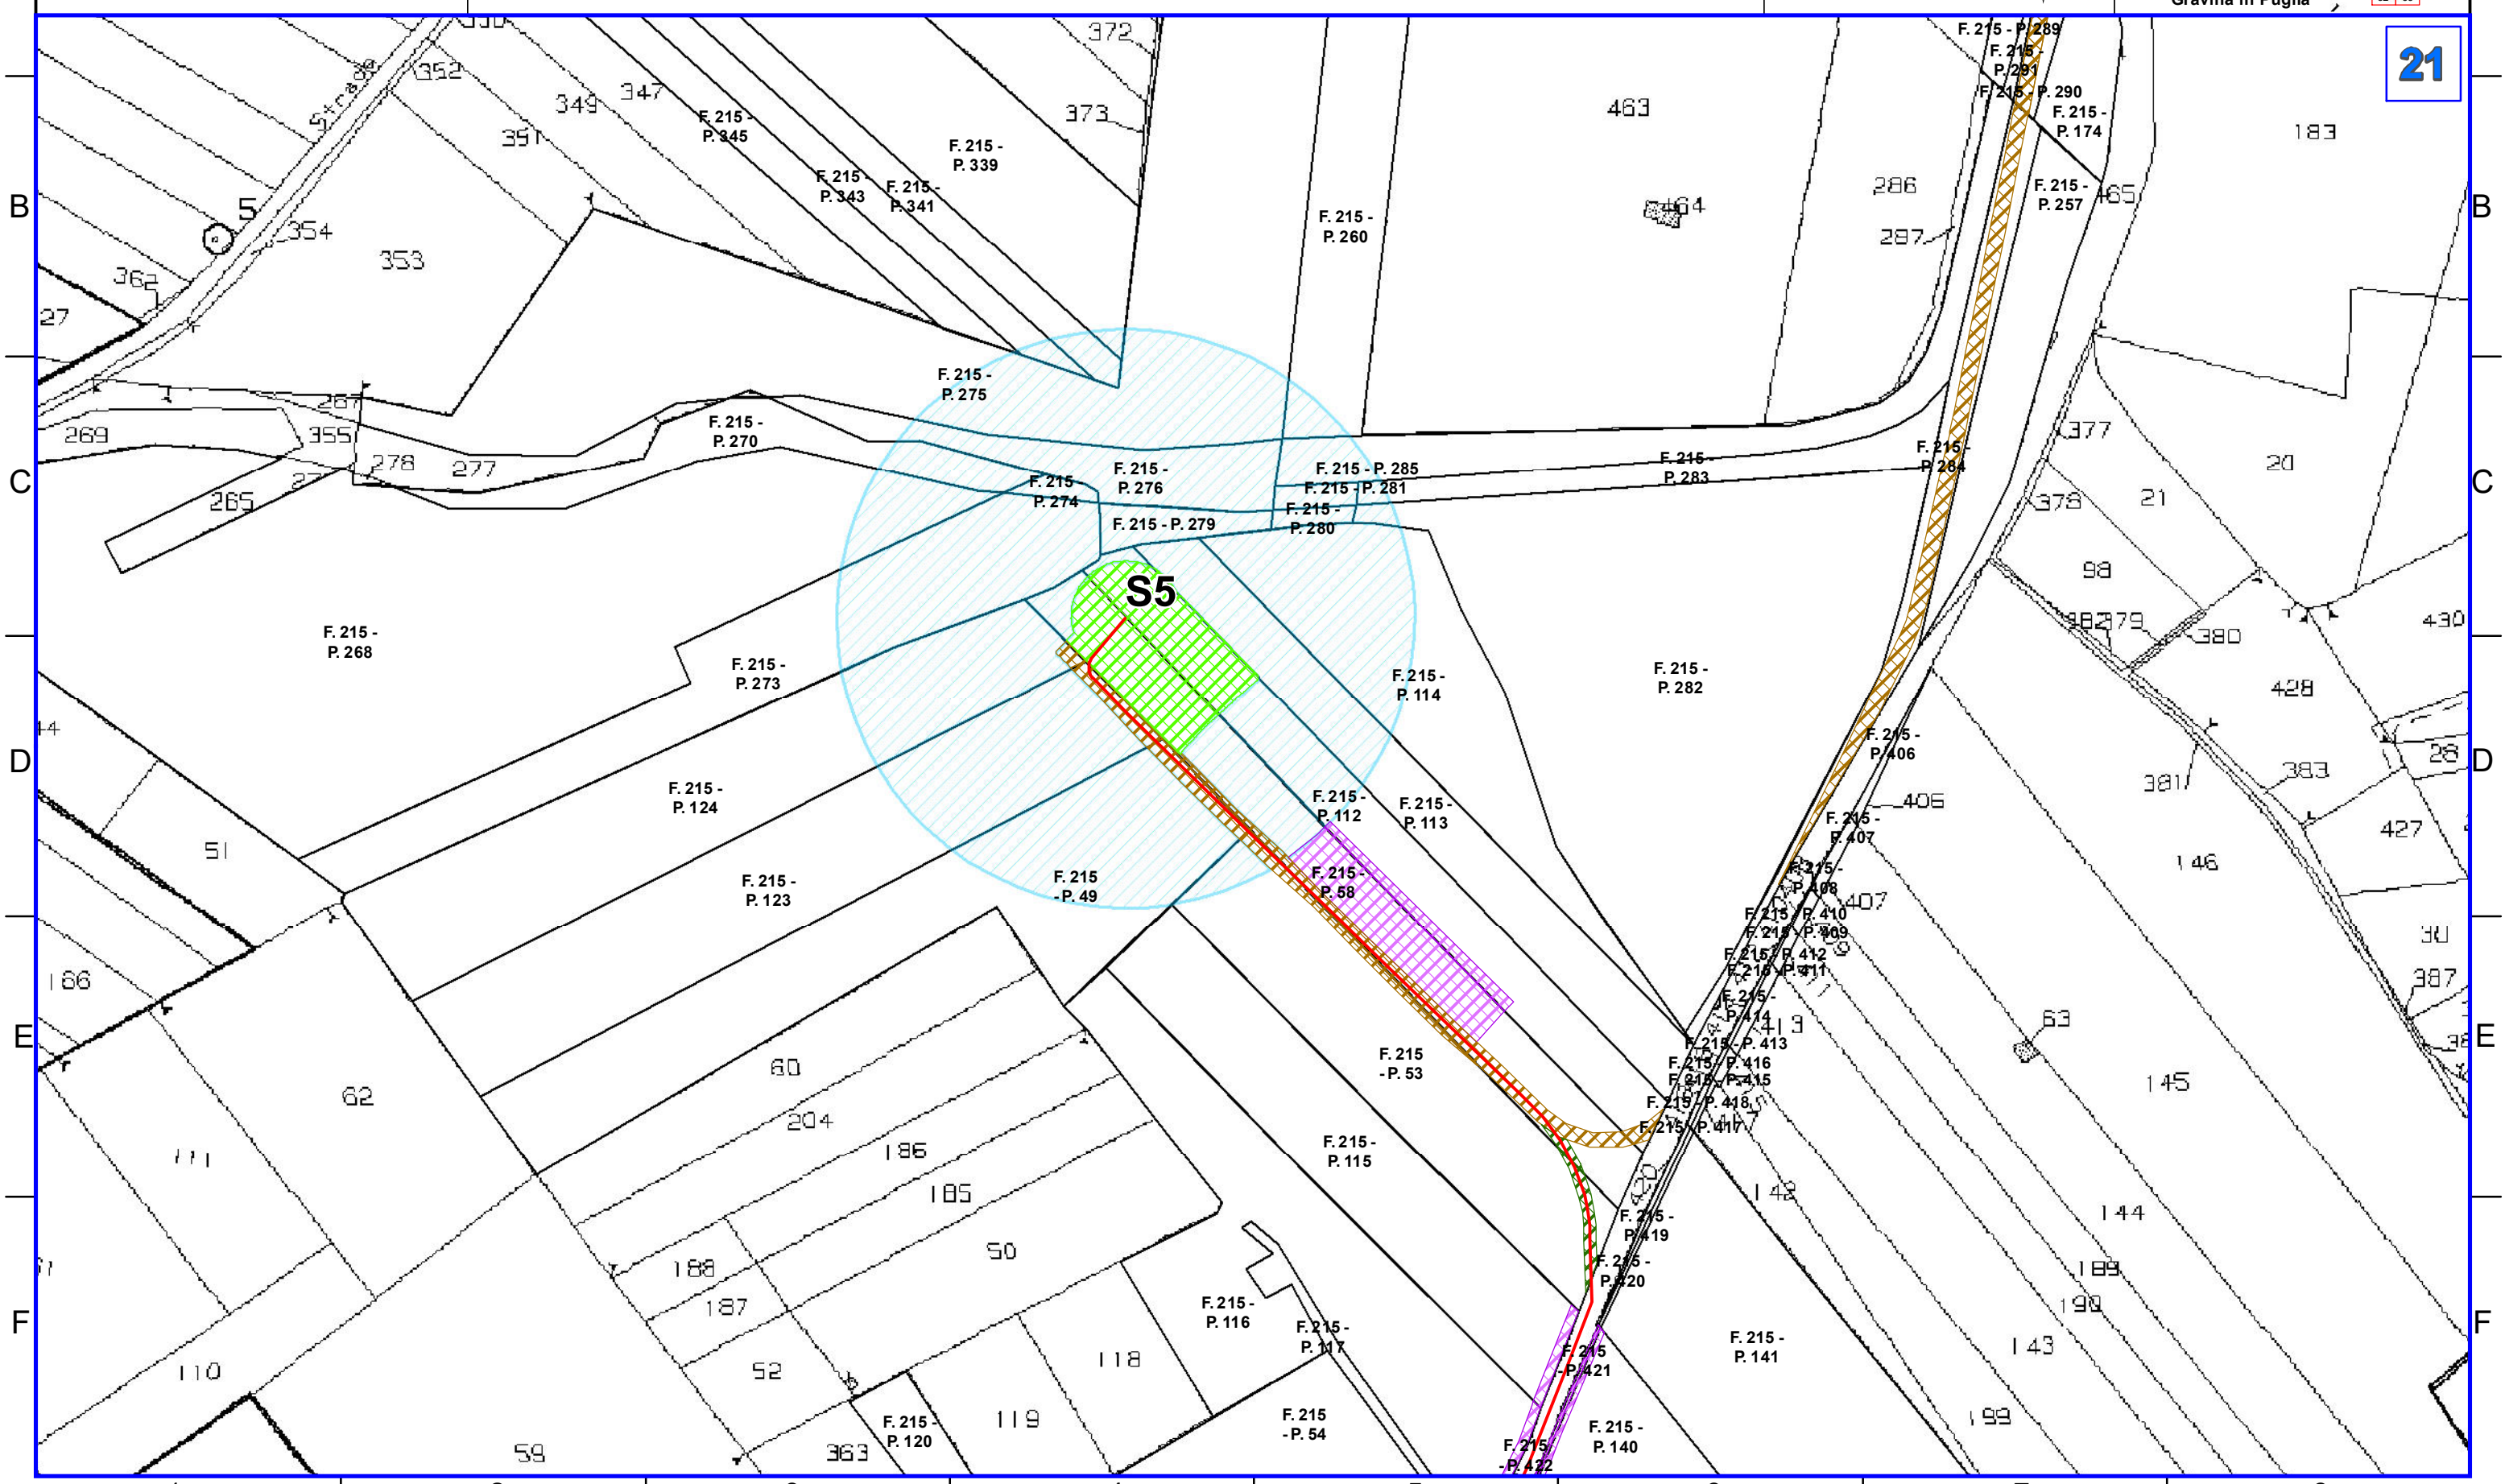 Gravina in Puglia
21
B
C
D
E
F
B
C
D
E
F
352
351
349
347
372
373
353
354
362
5
27
F. 215 -
P. 345
F. 215 -
P. 343
F. 215 -
P. 341
F. 215 -
P. 339
F. 215 -
P. 260
463
464
286
287
F. 215 - P. 289
F. 215 -
P. 291
F. 215 - P. 290
F. 215 -
P. 174
F. 215 -
P. 257
465
183
267
269
355
278
277
265
F. 215 -
P. 275
F. 215 -
P. 270
F. 215 -
P. 274
F. 215 -
P. 276
F. 215 - P. 279
F. 215 - P. 285
F. 215 - P. 281
F. 215 -
P. 280
F. 215 -
P. 283
F. 215 -
P. 284
377
378
21
20
98
379
380
430
428
28
381
383
427
146
30
387
S5
F. 215 -
P. 268
F. 215 -
P. 273
F. 215 -
P. 124
F. 215 -
P. 123
F. 215
- P. 49
F. 215 -
P. 114
F. 215 -
P. 282
F. 215 -
P. 112
F. 215 -
P. 113
F. 215 -
P. 58
F. 215 -
P. 406
406
F. 215 -
P. 407
F. 215 -
P. 408
407
F. 215 - P. 410
F. 215 - P. 409
F. 215 - P. 412
F. 215 - P. 411
F. 215 -
P. 414
413
F. 215 - P. 413
F. 215 - P. 416
F. 215 - P. 415
F. 215 - P. 418
F. 215 - P. 417
51
166
62
111
110
59
60
204
186
185
50
188
187
52
363
119
118
F. 215
- P. 53
F. 215 -
P. 115
F. 215 -
P. 116
F. 215 -
P. 117
F. 215 -
P. 120
F. 215
- P. 54
F. 215 -
P. 419
F. 215 -
P. 420
F. 215
- P. 421
F. 215
- P. 422
F. 215 -
P. 141
F. 215 -
P. 140
63
145
142
144
189
190
143
199